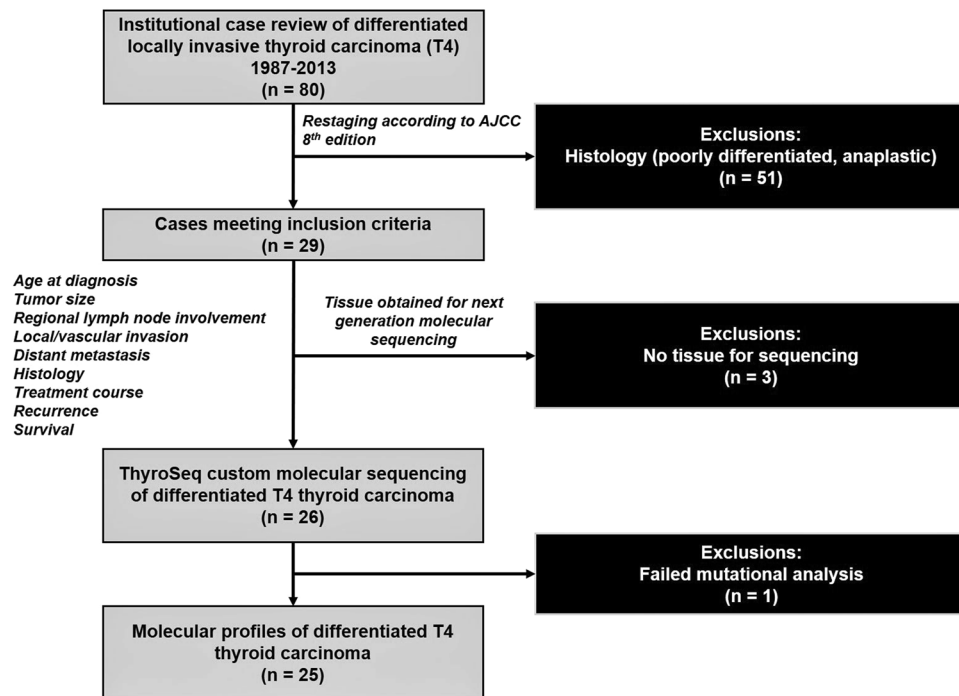 Institutional case review of differentiated
locally invasive thyroid carcinoma (T4)
1987-2013
(n = 80)
Restaging according to AJCC
8th edition
Exclusions:
Histology (poorly differentiated, anaplastic)
(n = 51)
Cases meeting inclusion criteria
(n = 29)
Age at diagnosis
Tumor size
Regional lymph node involvement
Local/vascular invasion
Distant metastasis
Histology
Treatment course
Recurrence
Survival
Tissue obtained for next
generation molecular
sequencing
Exclusions:
No tissue for sequencing
(n = 3)
ThyroSeq custom molecular sequencing
of differentiated T4 thyroid carcinoma
(n = 26)
Exclusions:
Failed mutational analysis
(n = 1)
Molecular profiles of differentiated T4
thyroid carcinoma
(n = 25)